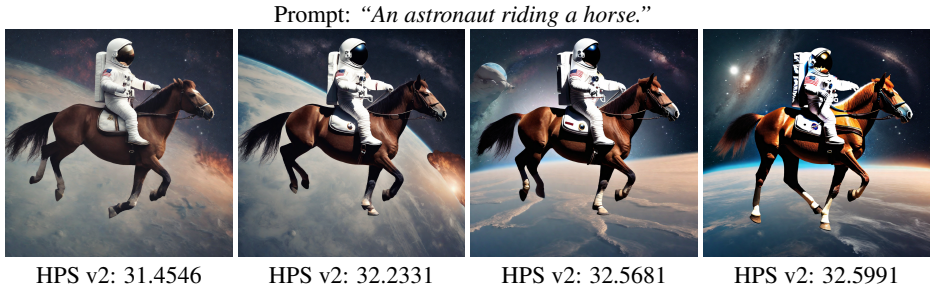 Prompt: “An astronaut riding a horse.”
HPS v2: 31.4546 HPS v2: 32.2331 HPS v2: 32.5681 HPS v2: 32.5991